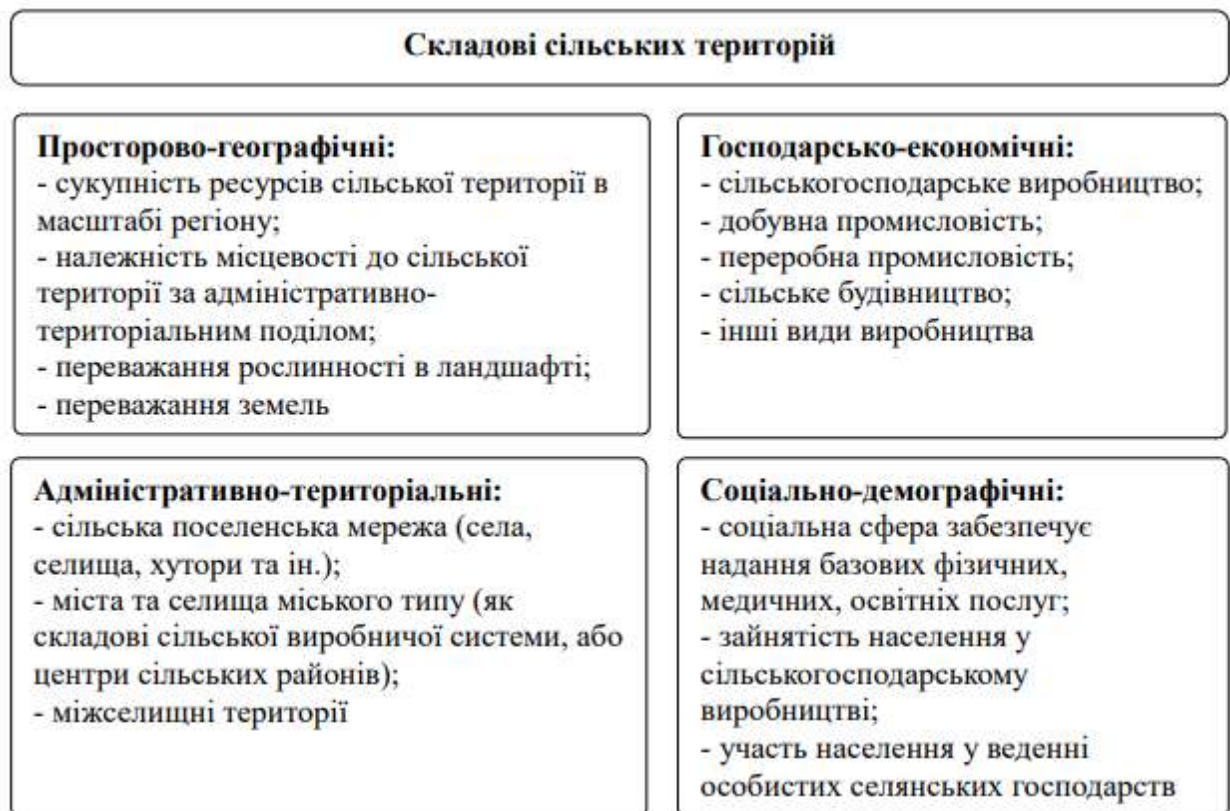 Складові сільських територій
Просторово-географічні:
- сукупність ресурсів сільської території в
масштабі регіону;
- належність місцевості до сільської
території за адміністративно-
територіальним поділом;
- переважання рослинності в ландшафті;
- переважання земель
Господарсько-економічні:
- сільськогосподарське виробництво;
- добувна промисловість;
- переробна промисловість;
- сільське будівництво;
- інші види виробництва
Адміністративно-територіальні:
- сільська поселенська мережа (села,
селища, хутори та ін.);
- міста та селища міського типу (як
складові сільської виробничої системи, або
центри сільських районів);
- міжселищні території
Соціально-демографічні:
- соціальна сфера забезпечує
надання базових фізичних,
медичних, освітніх послуг;
- зайнятість населення у
сільськогосподарському
виробництві;
- участь населення у веденні
особистих селянських господарств